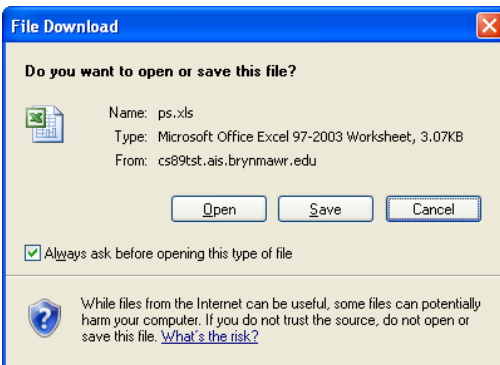 File Download
Do you want to open or save this file?
Name: ps.xls
Type: Microsoft Office Excel 97-2003 Worksheet, 3.07KB
From: cs89tst.ais.brynmawr.edu
Open Save Cancel
Always ask before opening this type of file
While files from the Internet can be useful, some files can potentially
harm your computer. If you do not trust the source, do not open or
save this file. What's the risk?